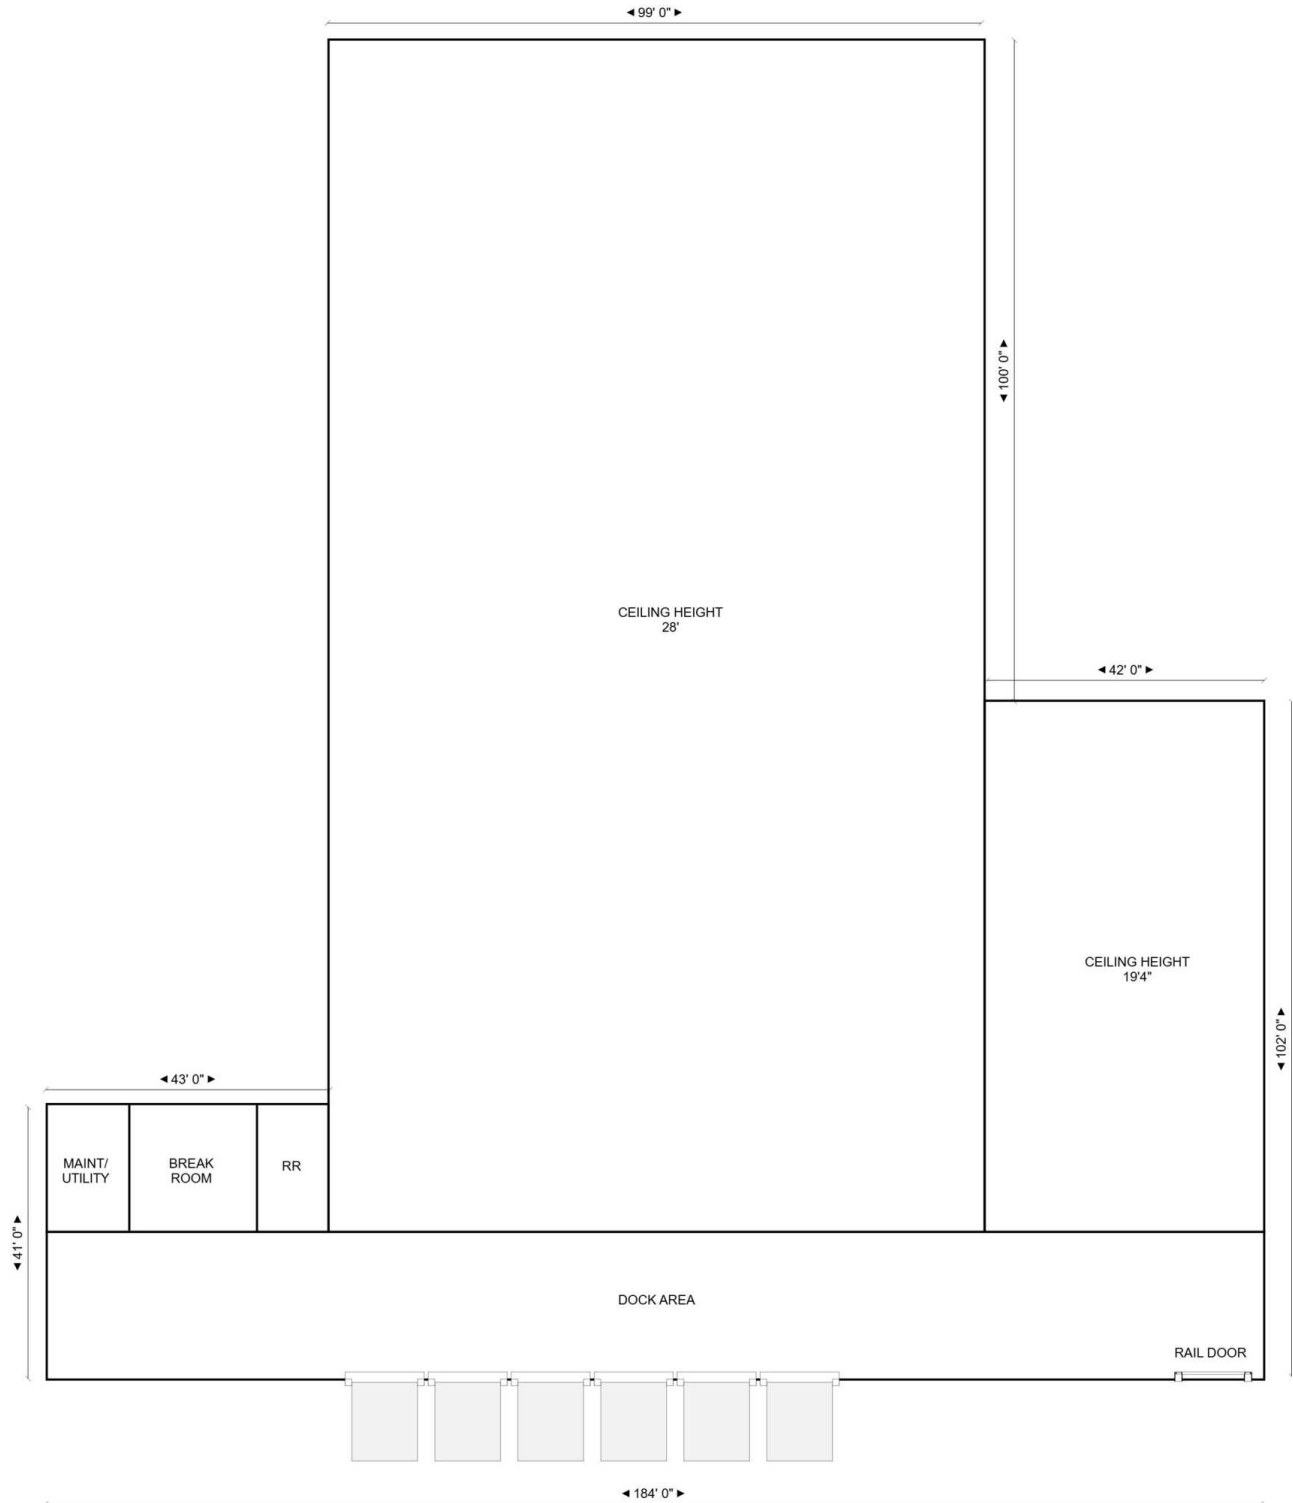 ◄ 99' 0" ►
◄ 100' 0" ►
CEILING HEIGHT
28'
◄ 42' 0" ►
CEILING HEIGHT
19'4"
◄ 102' 0" ►
◄ 43' 0" ►
MAINT/
UTILITY
BREAK
ROOM
RR
◄ 41' 0" ►
DOCK AREA
RAIL DOOR
◄ 184' 0" ►